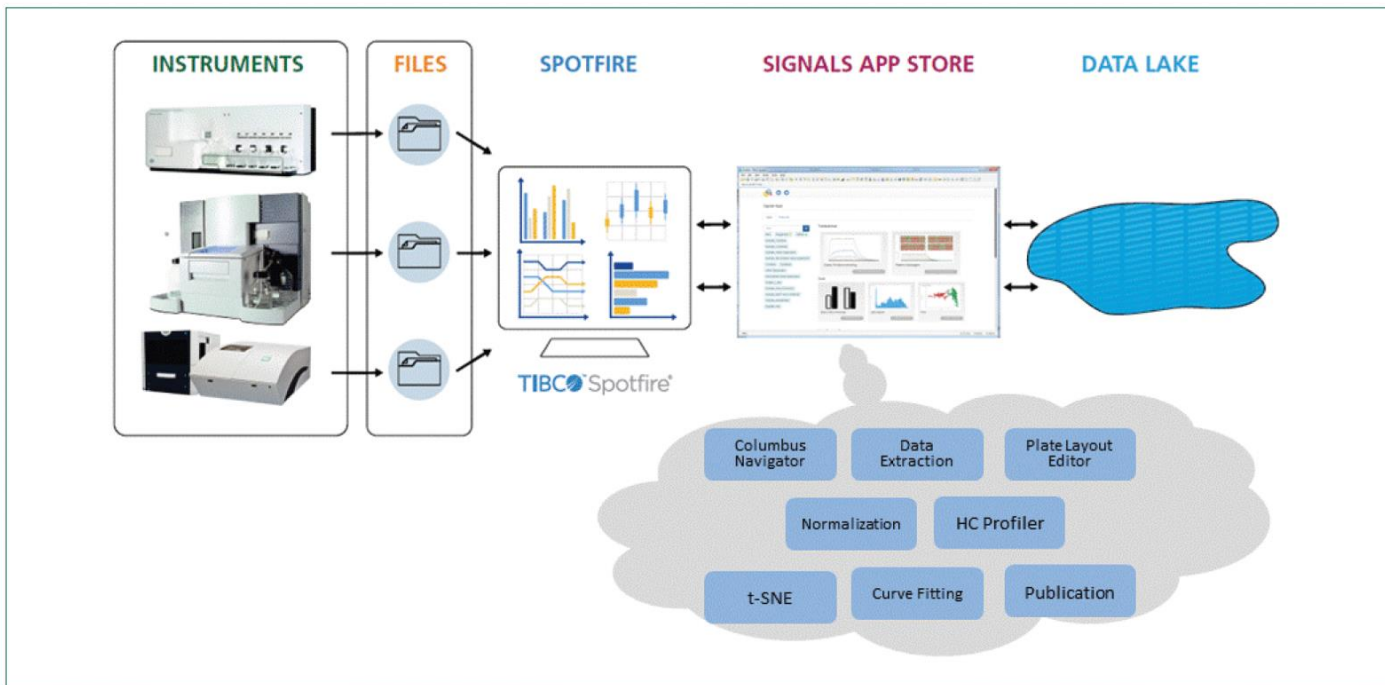 INSTRUMENTS
FILES
SPOTFIRE
SIGNALS APP STORE
DATA LAKE
TIBCO™ Spotfire®
Columbus
Navigator
Data
Extraction
Plate Layout
Editor
Normalization
HC Profiler
t-SNE
Curve Fitting
Publication